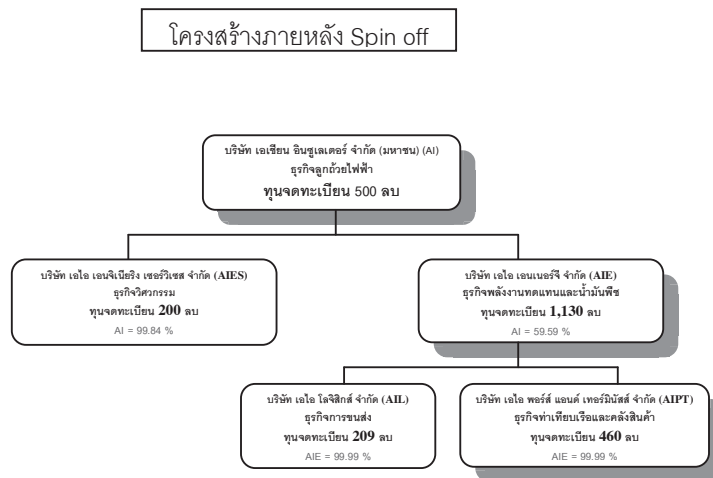 โครงสร้างภายหลัง Spin off
บริษัท เอเชียน อินซูเลเตอร์ จำกัด (มหาชน) (AI)
ธุรกิจลูกถ้วยไฟฟ้า
ทุนจดทะเบียน 500 ลบ
บริษัท เอไอ เอนจิเนียริง เซอร์วิเซส จำกัด (AIES)
ธุรกิจวิศวกรรม
ทุนจดทะเบียน 200 ลบ
AI = 99.84 %
บริษัท เอไอ เอนเนอร์จี จำกัด (AIE)
ธุรกิจพลังงานทดแทนและน้ำมันพืช
ทุนจดทะเบียน 1,130 ลบ
AI = 59.59 %
บริษัท เอไอ โลจิสิกส์ จำกัด (AIL)
ธุรกิจการขนส่ง
ทุนจดทะเบียน 209 ลบ
AIE = 99.99 %
บริษัท เอไอ พอร์ส แอนด์ เทอร์มินัสส์ จำกัด (AIPT)
ธุรกิจท่าเทียบเรือและคลังสินค้า
ทุนจดทะเบียน 460 ลบ
AIE = 99.99 %